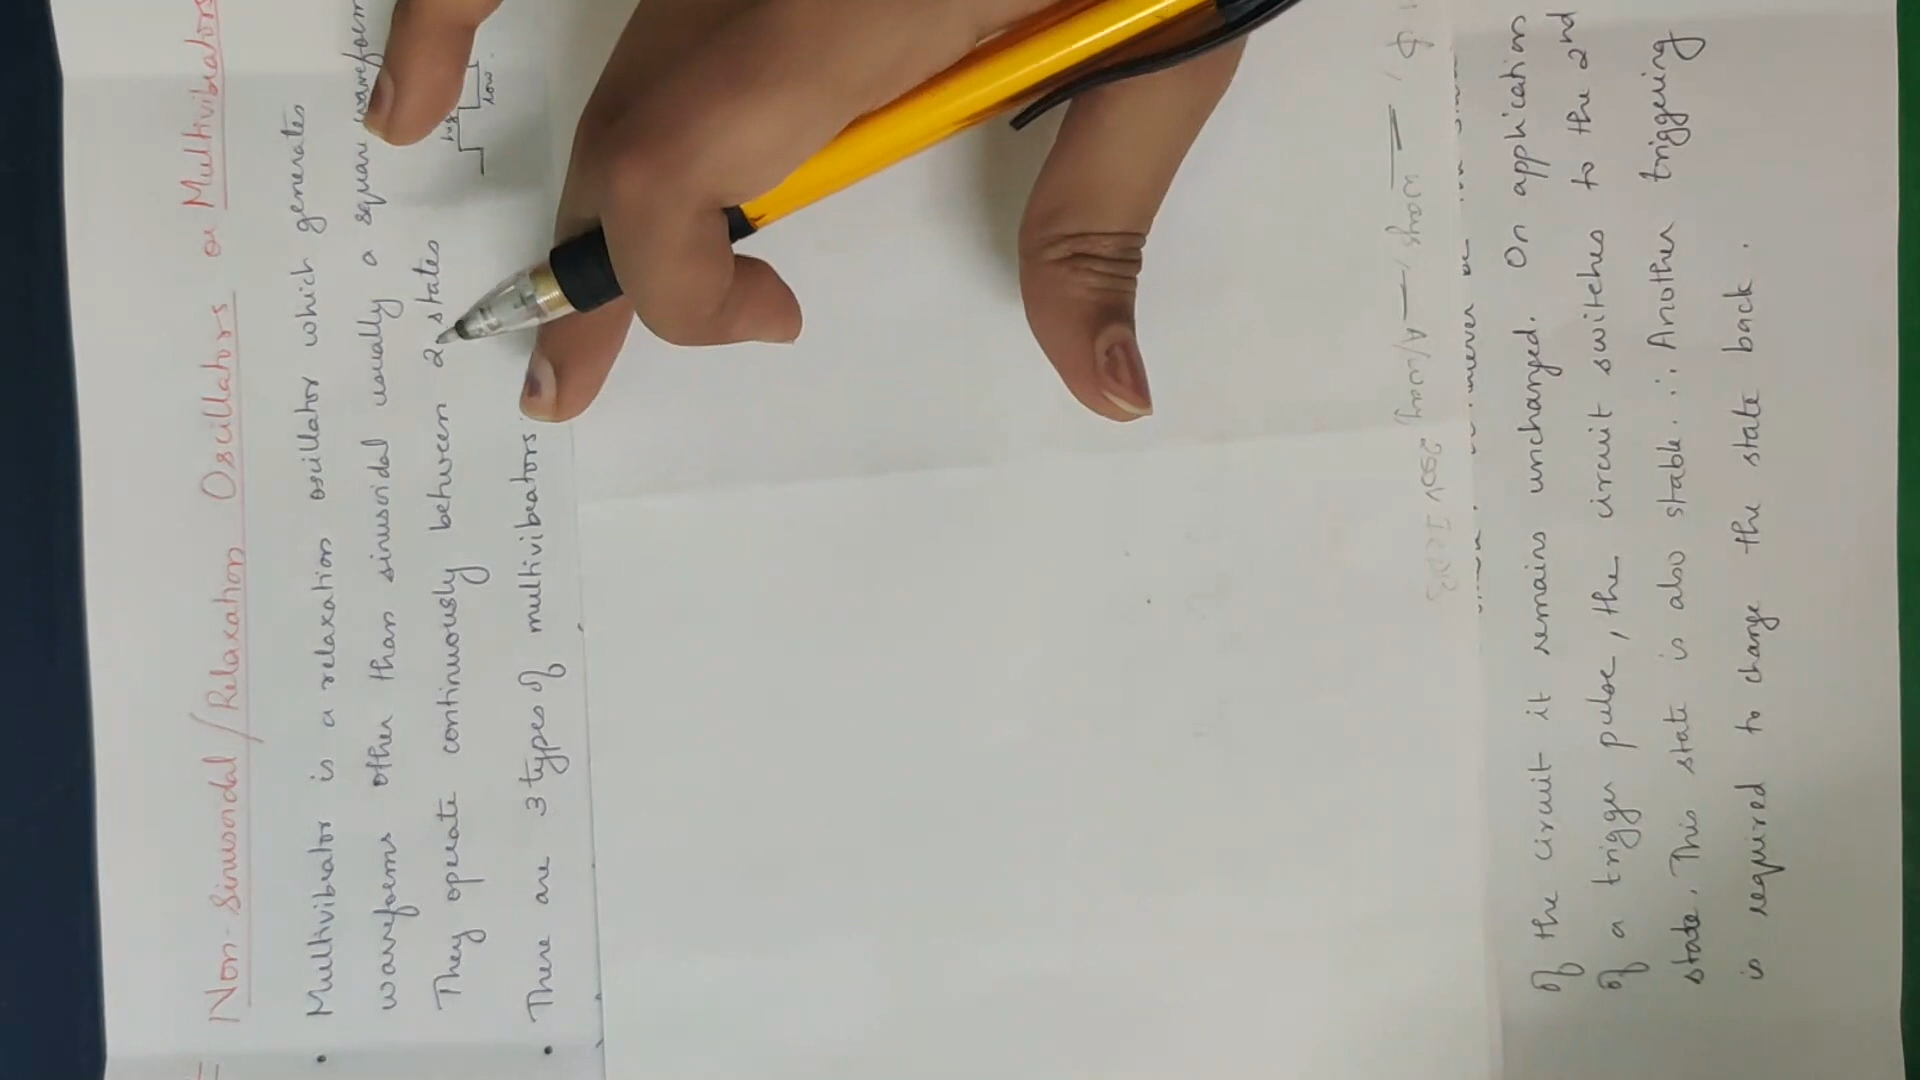 Non-Sinusoidal/Relaxation Oscillators or Multivibrators
• Multivibrator is a relaxation oscillator which generates
waveforms other than sinusoidal usually a square waveform
They operate continuously between 2 states
low.
• There are 3 types of multivibrators
of the circuit it remains unchanged. On application
of a trigger pulse, the circuit switches to the 2nd
state. This state is also stable. ∴ Another triggering
is required to change the state back.